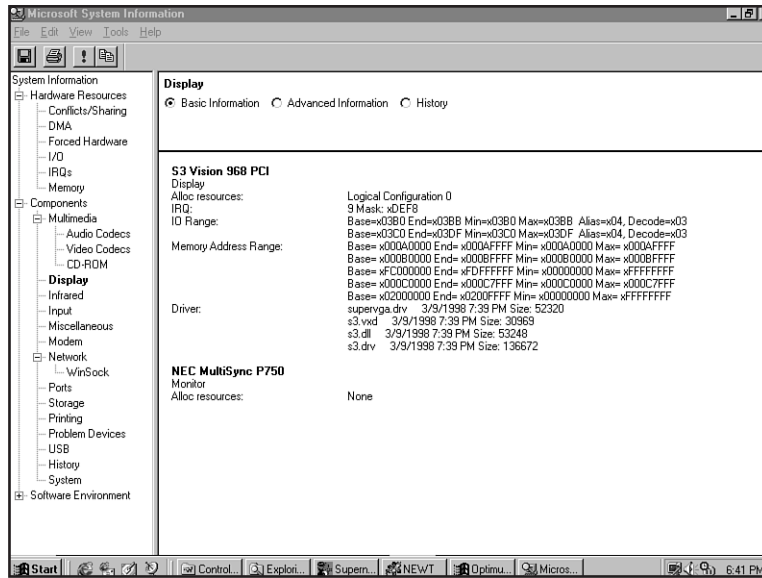 Microsoft System Information
File Edit View Tools Help
System Information
Hardware Resources
Conflicts/Sharing
DMA
Forced Hardware
I/O
IRQs
Memory
Components
Multimedia
Audio Codecs
Video Codecs
CD-ROM
Display
Infrared
Input
Miscellaneous
Modem
Network
WinSock
Ports
Storage
Printing
Problem Devices
USB
History
System
Software Environment
Display
Basic Information Advanced Information History
S3 Vision 968 PCI
Display
Alloc resources: Logical Configuration 0
IRQ: 9 Mask: xDEF8
IO Range: Base=x03B0 End=x03BB Min=x03B0 Max=x03BB Alias=x04, Decode=x03
Base=x03C0 End=x03DF Min=x03C0 Max=x03DF Alias=x04, Decode=x03
Memory Address Range: Base= x000A0000 End= x000AFFFF Min= x000A0000 Max= x000AFFFF
Base= x000B0000 End= x000BFFFF Min= x000B0000 Max= x000BFFFF
Base= xFC000000 End= xFDFFFFFF Min= x00000000 Max= xFFFFFFFF
Base= x000C0000 End= x000C7FFF Min= x000C0000 Max= x000C7FFF
Base= x02000000 End= x0200FFFF Min= x00000000 Max= xFFFFFFFF
Driver: supervga.drv 3/9/1998 7:39 PM Size: 52320
s3.vxd 3/9/1998 7:39 PM Size: 30969
s3.dll 3/9/1998 7:39 PM Size: 53248
s3.drv 3/9/1998 7:39 PM Size: 136672
NEC MultiSync P750
Monitor
Alloc resources: None
Start Control... Explori... Supern... NEWT Optimu... Micros... 6:41 PM